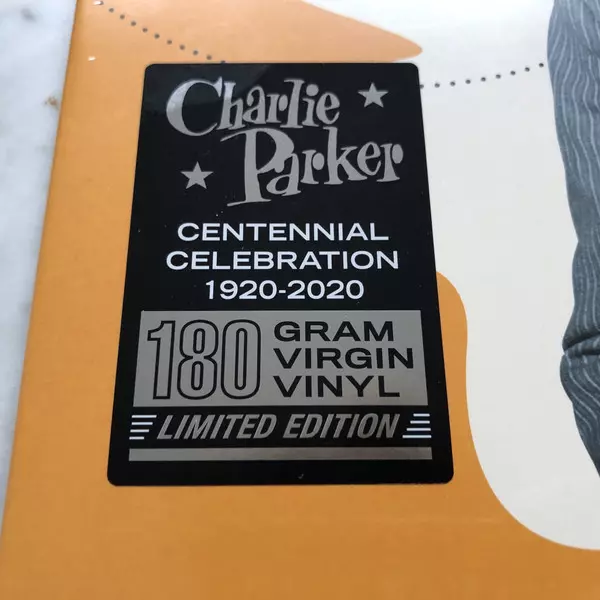 Charlie
Parker
CENTENNIAL
CELEBRATION
1920-2020
180 GRAM
VIRGIN
VINYL
LIMITED EDITION